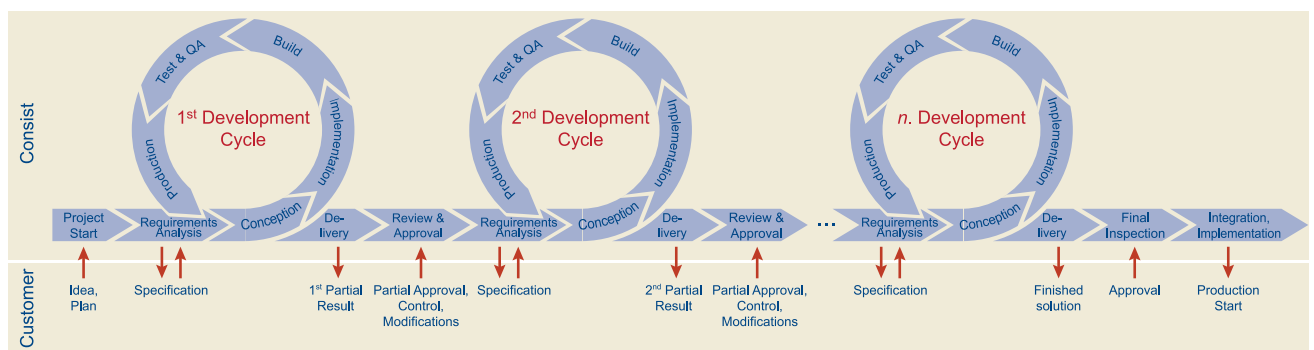 Consist
Test & QA
Build
Implementation
Conception
Production
1st Development
Cycle
Test & QA
Build
Implementation
Conception
Production
2nd Development
Cycle
Test & QA
Build
Implementation
Conception
Production
n. Development
Cycle
Project
Start
Requirements
Analysis
De-
livery
Review &
Approval
Requirements
Analysis
De-
livery
Review &
Approval
...
Requirements
Analysis
De-
livery
Final
Inspection
Integration,
Implementation
Customer
Idea,
Plan
Specification
1st Partial
Result
Partial Approval,
Control,
Modifications
Specification
2nd Partial
Result
Partial Approval,
Control,
Modifications
Specification
Finished
solution
Approval
Production
Start